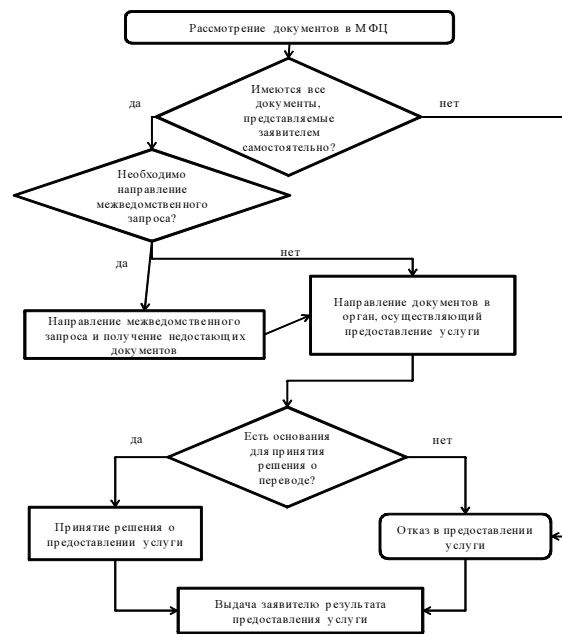 Рассмотрение документов в МФЦ
Имеются все
документы,
представляемые
заявителем
самостоятельно?
да
нет
Необходимо
направление
межведомственного
запроса?
да
нет
Направление межведомственного
запроса и получение недостающих
документов
Направление документов в
орган, осуществляющий
предоставление услуги
Есть основания
для принятия
решения о
переводе?
да
нет
Принятие решения о
предоставлении услуги
Отказ в предоставлении
услуги
Выдача заявителю результата
предоставления услуги